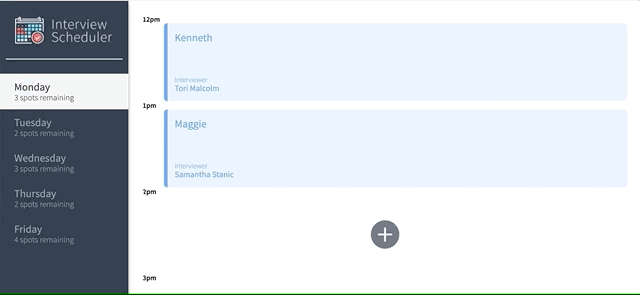 Interview
Scheduler
Monday
3 spots remaining
Tuesday
2 spots remaining
Wednesday
3 spots remaining
Thursday
2 spots remaining
Friday
4 spots remaining
12pm
Kenneth
Interviewer
Tori Malcolm
1pm
Maggie
Interviewer
Samantha Stanic
2pm
3pm